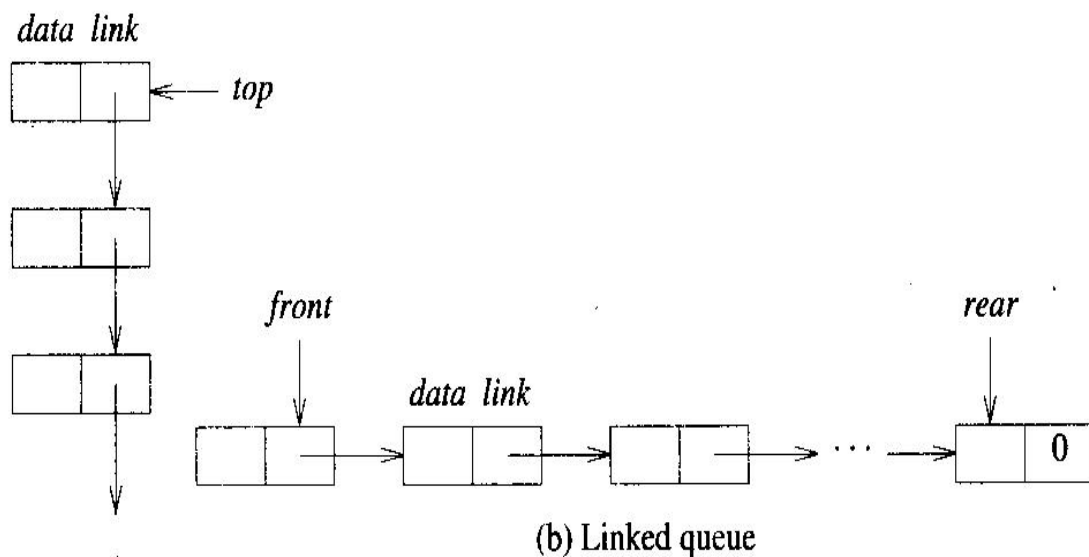 data link
top
front
rear
data link
0
...
(b) Linked queue